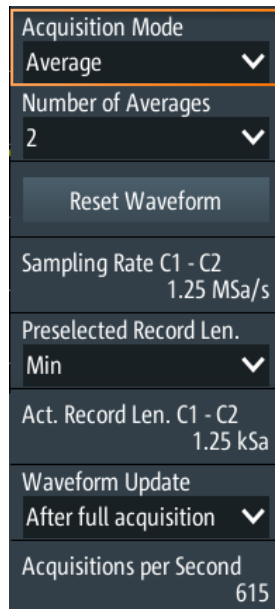 Acquisition Mode
Average
Number of Averages
2
Reset Waveform
Sampling Rate C1 - C2
1.25 MSa/s
Preselected Record Len.
Min
Act. Record Len. C1 - C2
1.25 kSa
Waveform Update
After full acquisition
Acquisitions per Second
615